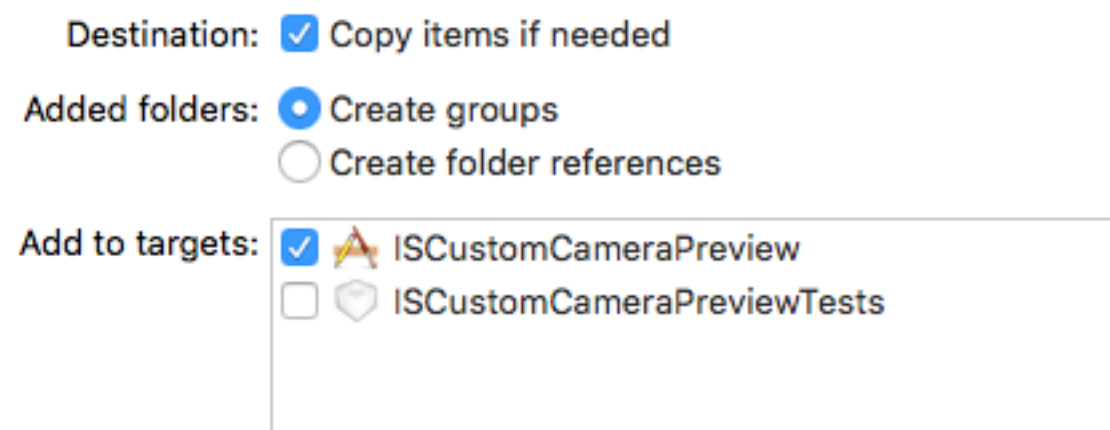 Destination: Copy items if needed
Added folders: Create groups
Create folder references
Add to targets: ISCustomCameraPreview
ISCustomCameraPreviewTests